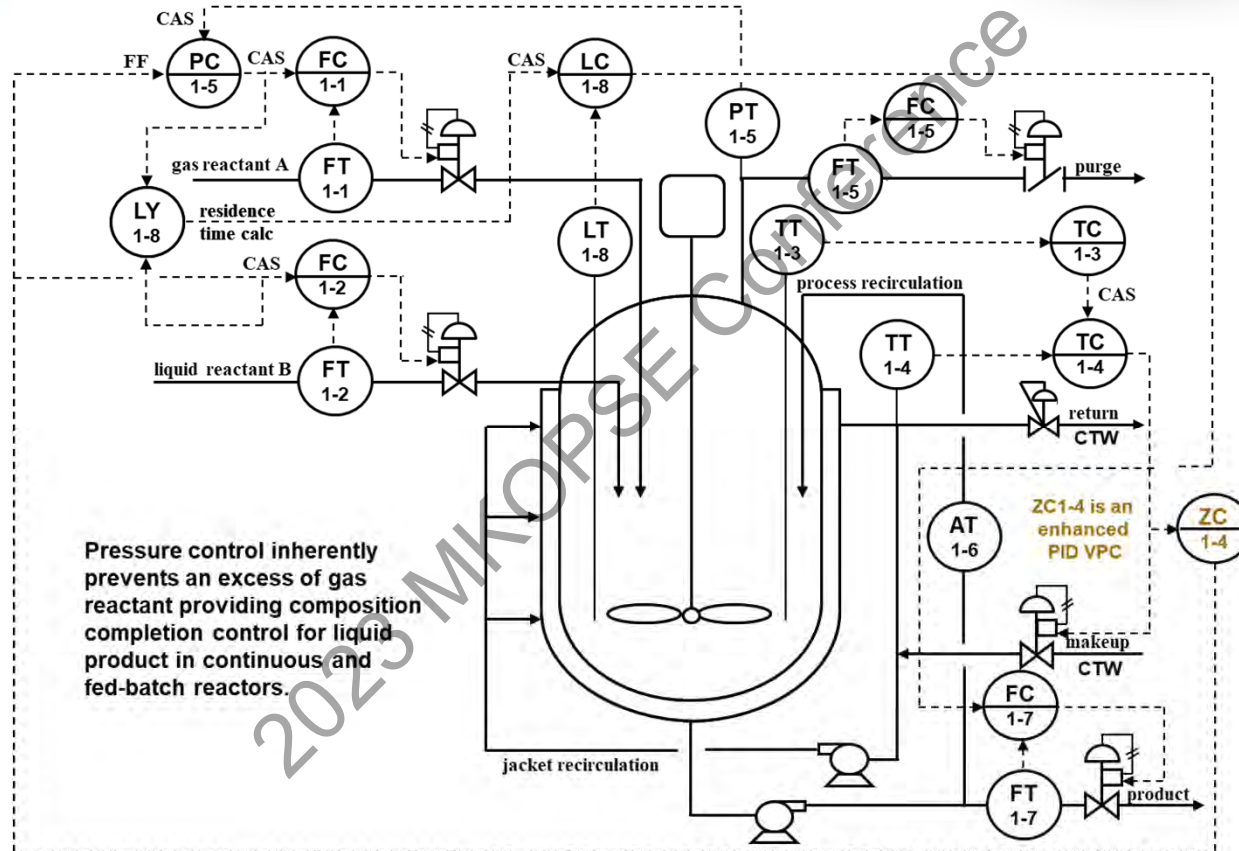 CAS
PC
1-5
FF
CAS
FC
1-1
CAS
LC
1-8
PT
1-5
FC
1-5
gas reactant A
FT
1-1
FT
1-5
purge
LY
1-8
residence
time calc
LT
1-8
TT
1-3
TC
1-3
CAS
FC
1-2
process recirculation
CAS
TT
1-4
TC
1-4
liquid reactant B
FT
1-2
return
CTW
AT
1-6
ZC1-4 is an
enhanced
PID VPC
ZC
1-4
Pressure control inherently
prevents an excess of gas
reactant providing composition
completion control for liquid
product in continuous and
fed-batch reactors.
makeup
CTW
FC
1-7
jacket recirculation
FT
1-7
product
2023 MKOPSE Conference